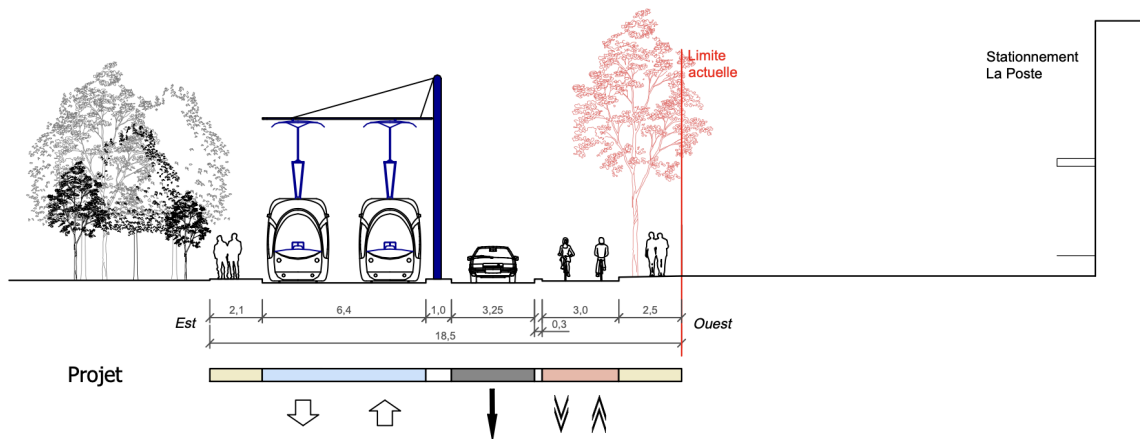 Limite
actuelle
Stationnement
La Poste
2,1
6,4
1,0
3,25
3,0
2,5
Est
0,3
Ouest
18,5
Projet